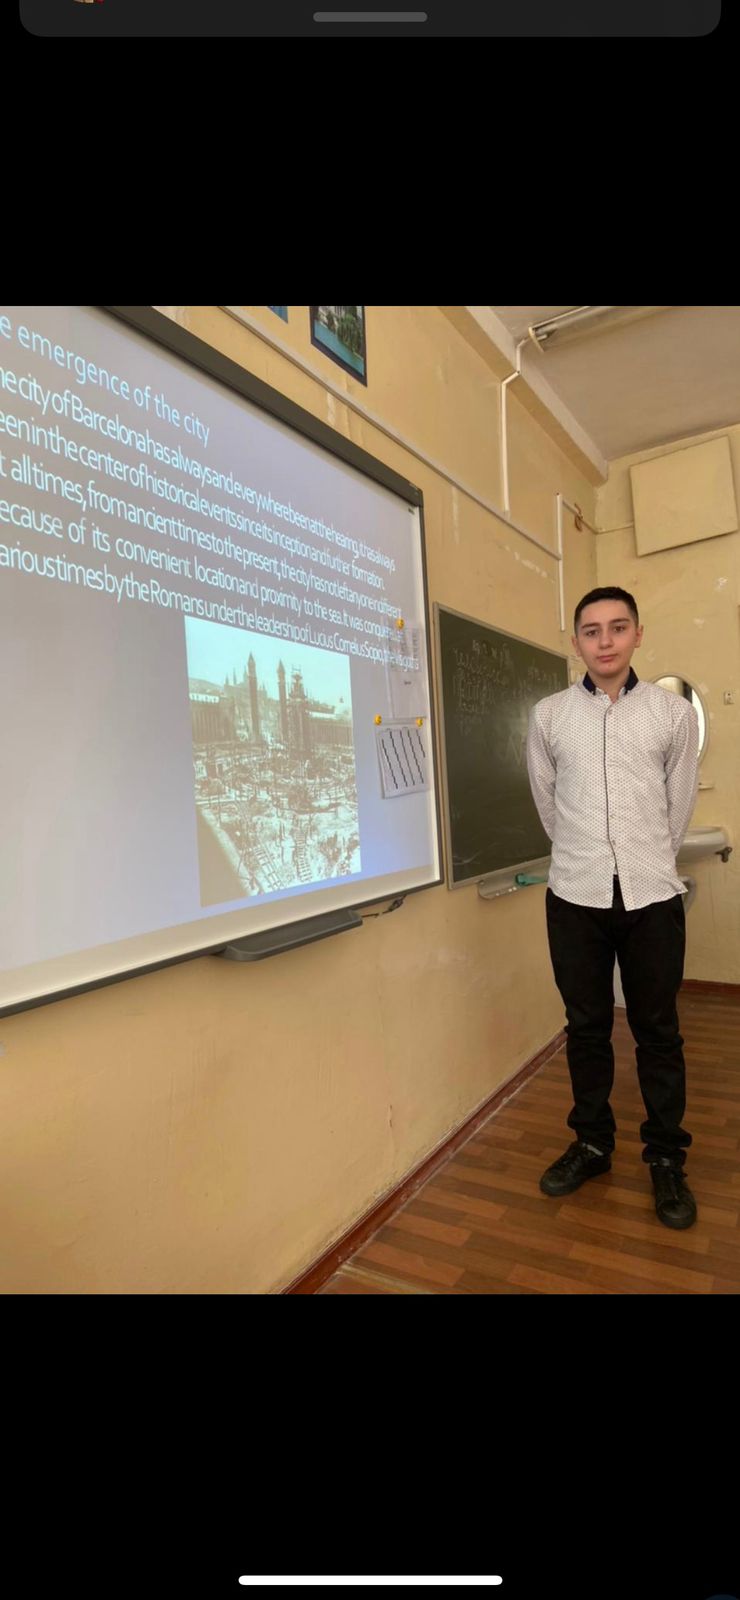 e emergence of the city
he city of Barcelona has always and everywhere been at the hearing, it has always
een in the center of historical events since its inception and further formation.
t all times, from ancient times to the present, the city has not left anyone indifferent
ecause of its convenient location and proximity to the sea. It was conquered
arious times by the Romans under the leadership of Lucius Cornelius Scipio, the